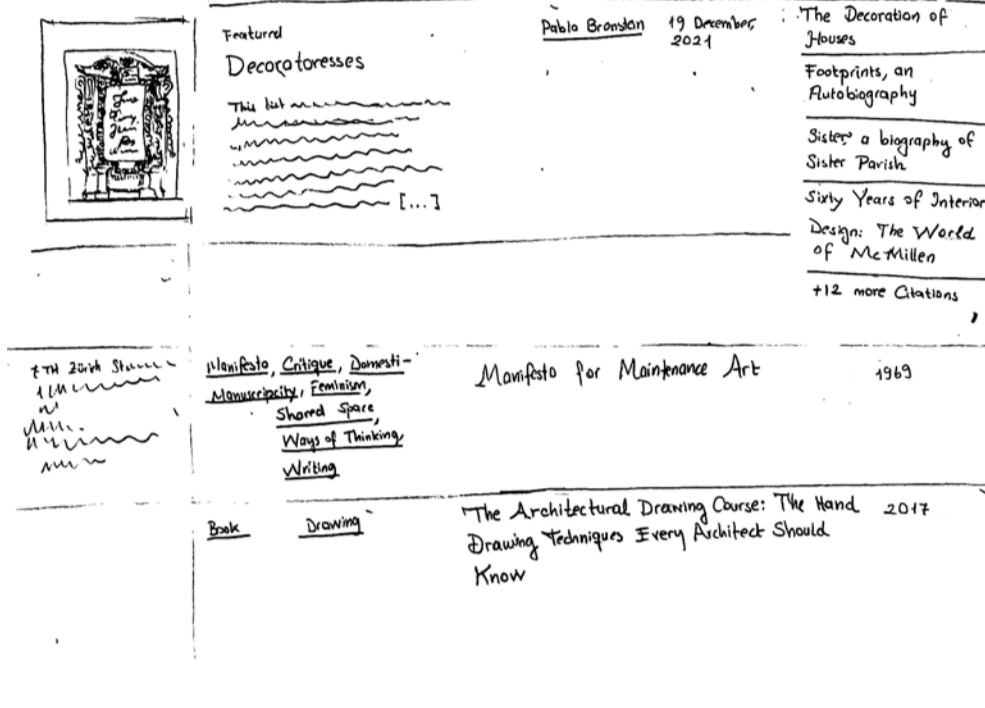 Featured
Decoratoresses
This list
[...]
Pablo Bronstan
19 December,
2021
The Decoration of
Houses
Footprints, an
Autobiography
Sister, a biography of
Sister Parish
Sixty Years of Interior
Design: The World
of McMillen
+12 more Citations
ETH Zürich
Manifesto, Critique, Domesti-
Manuscripcity, Feminism,
Shared Space,
Ways of Thinking,
Writing
Manifesto for Maintenance Art
1969
Book
Drawing
The Architectural Drawing Course: The Hand
Drawing Techniques Every Architect Should
Know
2017